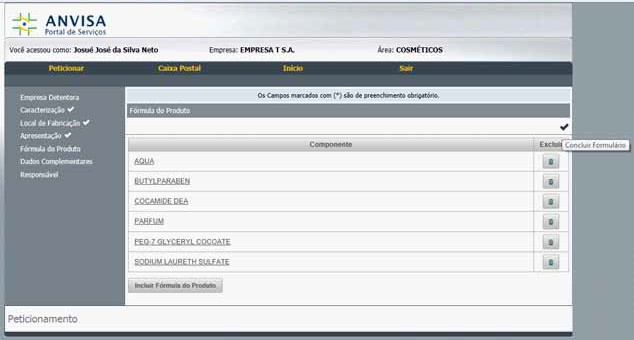 ANVISA
Portal de Serviços
Você acessou como: Josué José da Silva Neto Empresa: EMPRESA T S.A. Área: COSMÉTICOS
Peticionar Caixa Postal Início Sair
Empresa Detentora
Caracterização
Local de Fabricação
Apresentação
Fórmula do Produto
Dados Complementares
Responsável
Os Campos marcados com (*) são de preenchimento obrigatório.
Fórmula do Produto
Componente Excluir
Concluir Formulário
AQUA
BUTYLPARABEN
COCAMIDE DEA
PARFUM
PEG-7 GLYCERYL COCOATE
SODIUM LAURETH SULFATE
Incluir Fórmula do Produto
Peticionamento